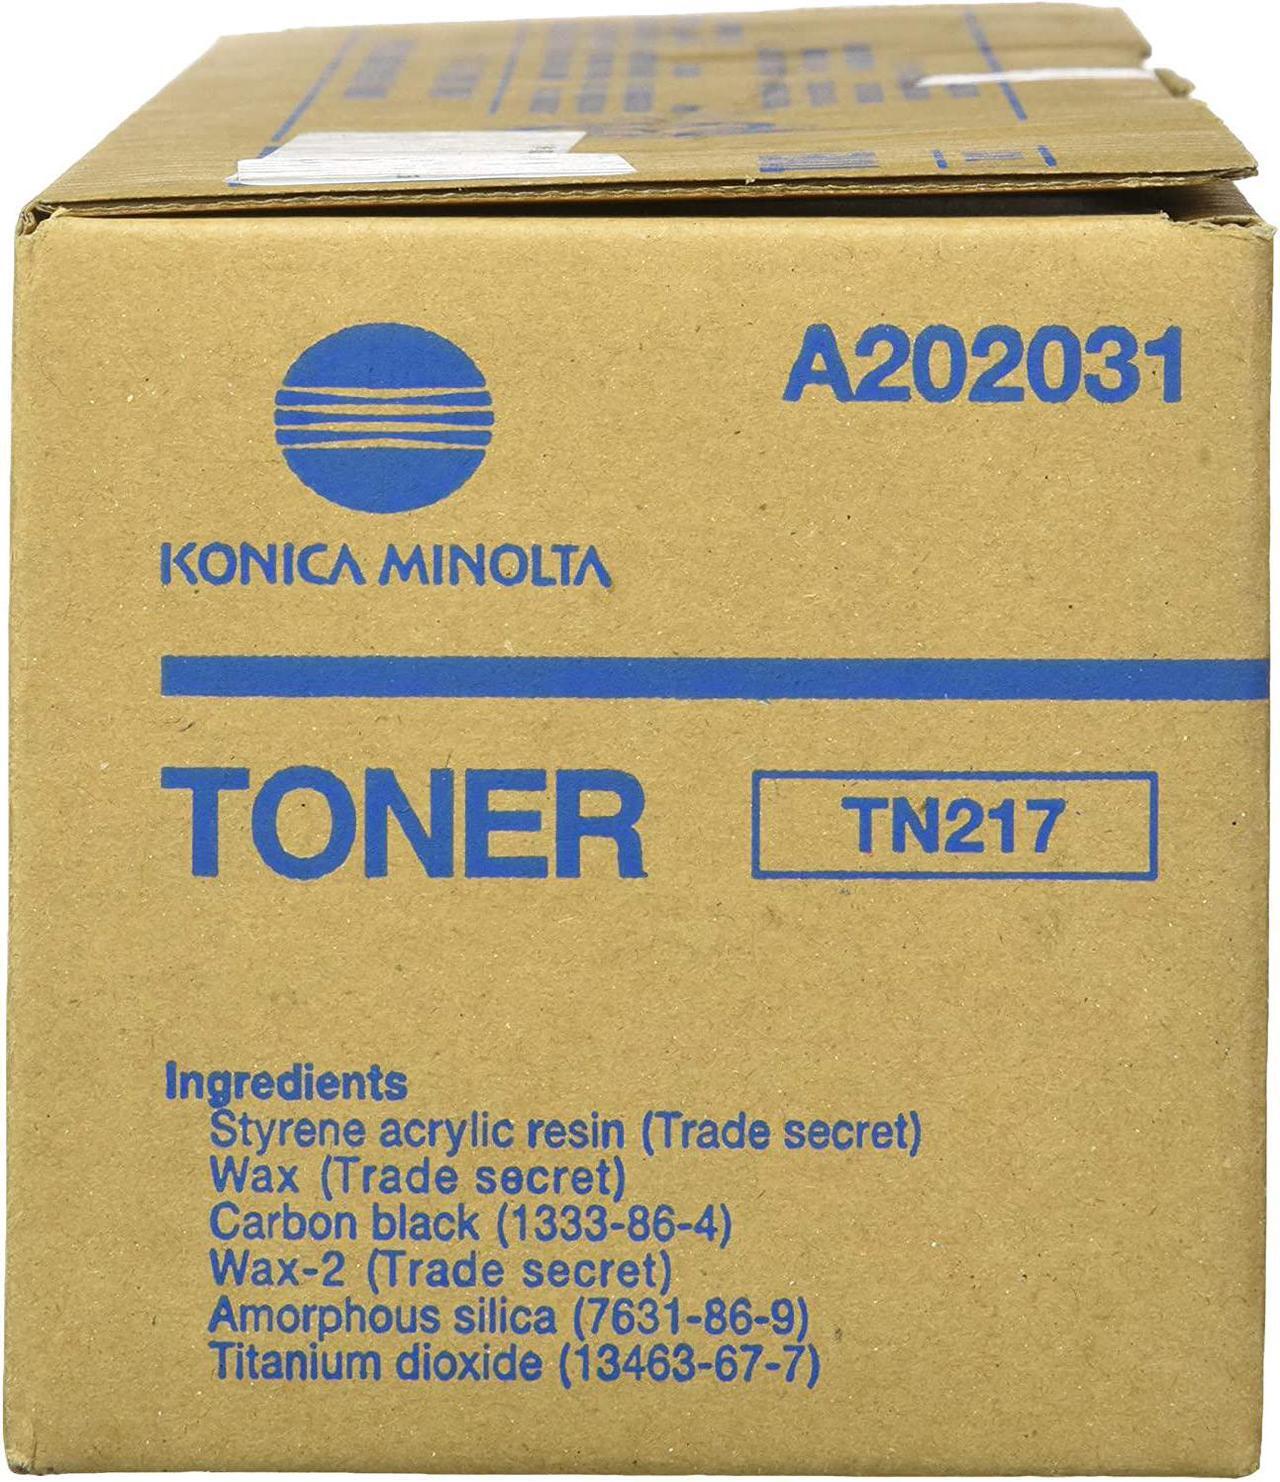 A202031
KONICA MINOLTA
TONER
TN217
Ingredients
Styrene acrylic resin (Trade secret)
Wax (Trade secret)
Carbon black (1333-86-4)
Wax-2 (Trade secret)
Amorphous silica (7631-86-9)
Titanium dioxide (13463-67-7)